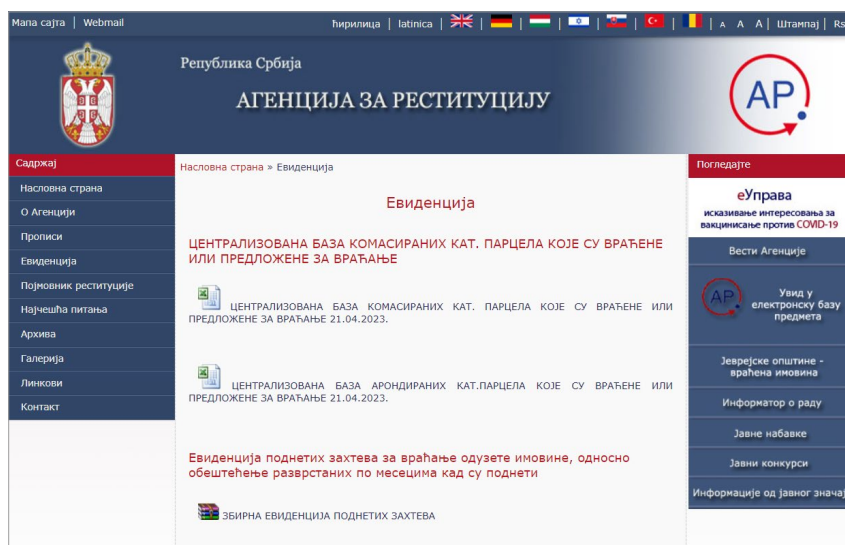 Мапа сајта | Webmail
ћирилица | latinica | | | | | | | | А А А | Штампај | Rs
Република Србија
АГЕНЦИЈА ЗА РЕСТИТУЦИЈУ
АР
Садржај
Насловна страна
О Агенцији
Прописи
Евиденција
Појмовник реституције
Најчешћа питања
Архива
Галерија
Линкови
Контакт
Насловна страна » Евиденција
Евиденција
ЦЕНТРАЛИЗОВАНА БАЗА КОМАСИРАНИХ КАТ. ПАРЦЕЛА КОЈЕ СУ ВРАЋЕНЕ
ИЛИ ПРЕДЛОЖЕНЕ ЗА ВРАЋАЊЕ
ЦЕНТРАЛИЗОВАНА БАЗА КОМАСИРАНИХ КАТ. ПАРЦЕЛА КОЈЕ СУ ВРАЋЕНЕ ИЛИ
ПРЕДЛОЖЕНЕ ЗА ВРАЋАЊЕ 21.04.2023.
ЦЕНТРАЛИЗОВАНА БАЗА АРОНДИРАНИХ КАТ.ПАРЦЕЛА КОЈЕ СУ ВРАЋЕНЕ ИЛИ
ПРЕДЛОЖЕНЕ ЗА ВРАЋАЊЕ 21.04.2023.
Евиденција поднетих захтева за враћање одузете имовине, односно
обештећење разврстаних по месецима кад су поднети
ЗБИРНА ЕВИДЕНЦИЈА ПОДНЕТИХ ЗАХТЕВА
Погледајте
еУправа
исказивање интересовања за
вакцинисање против COVID-19
Вести Агенције
АР
Увид у
електронску базу
предмета
Јеврејске општине -
враћена имовина
Информатор о раду
Јавне набавке
Јавни конкурси
Информације од јавног значај